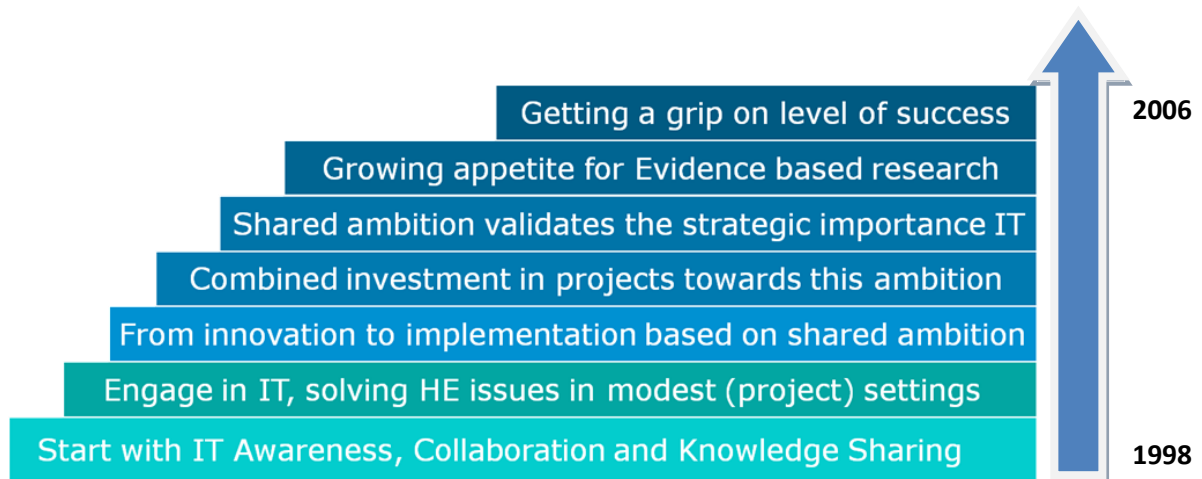 Getting a grip on level of success
2006
Growing appetite for Evidence based research
Shared ambition validates the strategic importance IT
Combined investment in projects towards this ambition
From innovation to implementation based on shared ambition
Engage in IT, solving HE issues in modest (project) settings
Start with IT Awareness, Collaboration and Knowledge Sharing
1998